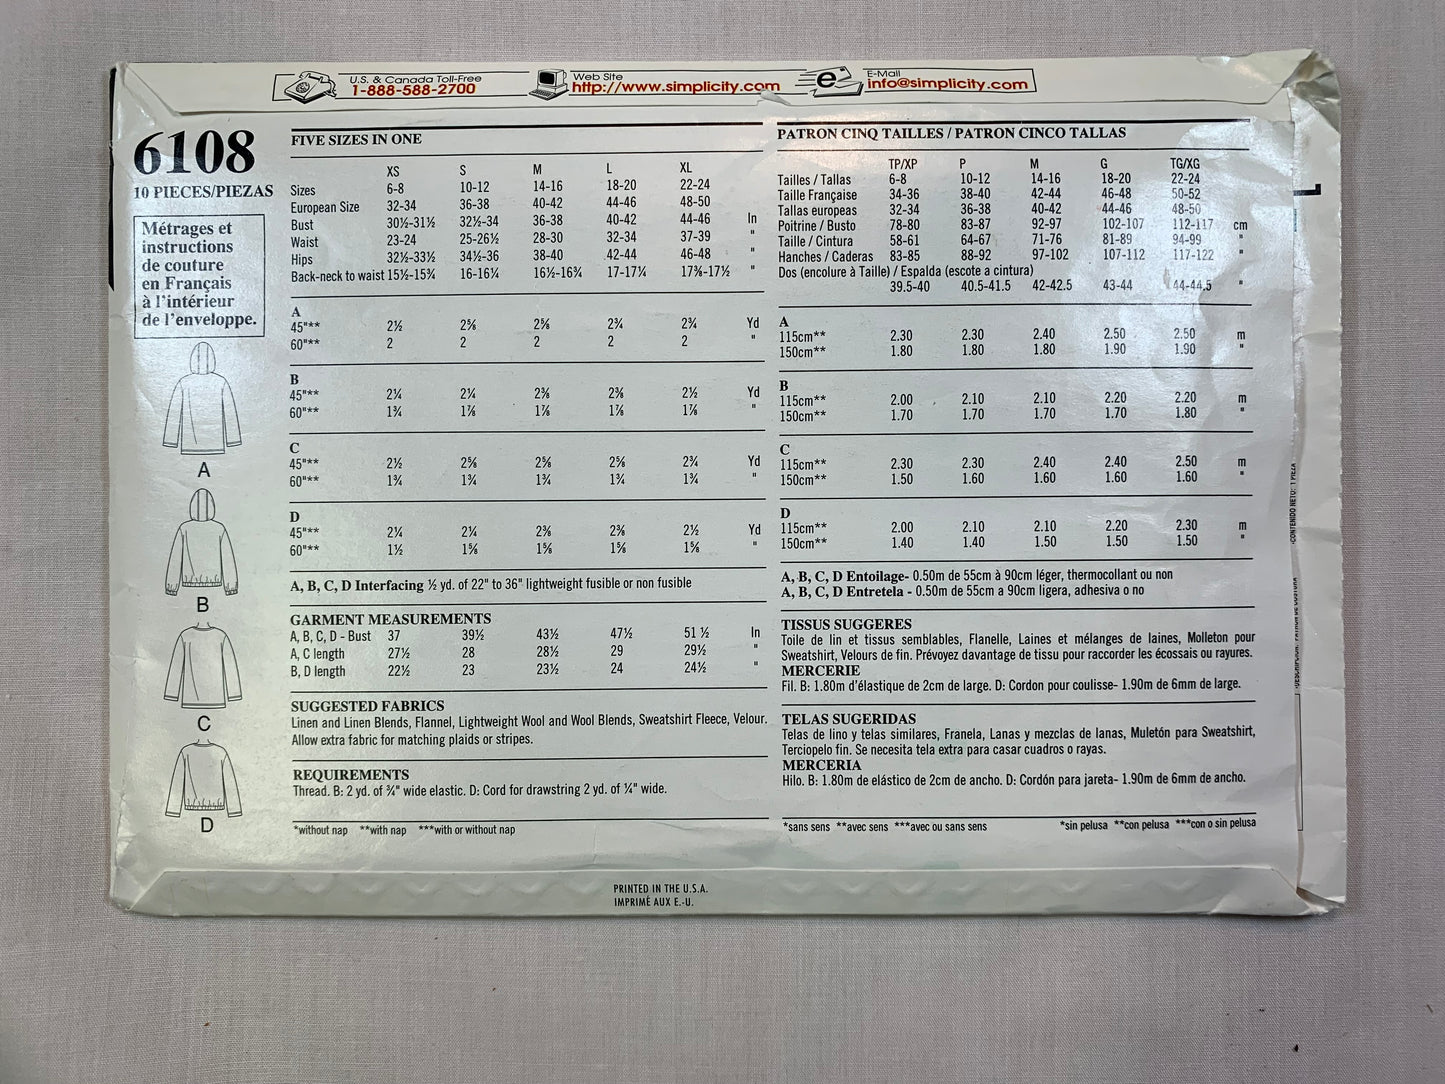 U.S. & Canada Toll-Free
1-888-588-2700
Web Site
http://www.simplicity.com
E-Mail
info@simplicity.com
6108
10 PIECES/PIEZAS
Métrages et
instructions
de couture
en Français
à l'intérieur
de l'enveloppe.
A
B
C
D
FIVE SIZES IN ONE
XS S M L XL
Sizes 6-8 10-12 14-16 18-20 22-24
European Size 32-34 36-38 40-42 44-46 48-50
Bust 30½-31½ 32½-34 36-38 40-42 44-46 In
Waist 23-24 25-26½ 28-30 32-34 37-39 "
Hips 32½-33½ 34½-36 38-40 42-44 46-48 "
Back-neck to waist 15½-15¾ 16-16¼ 16½-16¾ 17-17¼ 17⅜-17½ "
A
45"** 2½ 2⅝ 2⅝ 2¾ 2¾ Yd
60"** 2 2 2 2 2 "
B
45"** 2¼ 2¼ 2⅜ 2⅜ 2½ Yd
60"** 1¾ 1⅞ 1⅞ 1⅞ 1⅞ "
C
45"** 2½ 2⅝ 2⅝ 2⅝ 2¾ Yd
60"** 1¾ 1¾ 1¾ 1¾ 1¾ "
D
45"** 2¼ 2¼ 2⅜ 2⅜ 2½ Yd
60"** 1½ 1⅝ 1⅝ 1⅝ 1⅝ "
A, B, C, D Interfacing ½ yd. of 22" to 36" lightweight fusible or non fusible
GARMENT MEASUREMENTS
A, B, C, D - Bust 37 39½ 43½ 47½ 51 ½ In
A, C length 27½ 28 28½ 29 29½ "
B, D length 22½ 23 23½ 24 24½ "
SUGGESTED FABRICS
Linen and Linen Blends, Flannel, Lightweight Wool and Wool Blends, Sweatshirt Fleece, Velour.
Allow extra fabric for matching plaids or stripes.
REQUIREMENTS
Thread. B: 2 yd. of ¾" wide elastic. D: Cord for drawstring 2 yd. of ¼" wide.
*without nap **with nap ***with or without nap
PATRON CINQ TAILLES / PATRON CINCO TALLAS
TP/XP P M G TG/XG
Tailles / Tallas 6-8 10-12 14-16 18-20 22-24
Taille Française 34-36 38-40 42-44 46-48 50-52
Tallas europeas 32-34 36-38 40-42 44-46 48-50
Poitrine / Busto 78-80 83-87 92-97 102-107 112-117 cm
Taille / Cintura 58-61 64-67 71-76 81-89 94-99 "
Hanches / Caderas 83-85 88-92 97-102 107-112 117-122 "
Dos (encolure à Taille) / Espalda (escote a cintura)
39.5-40 40.5-41.5 42-42.5 43-44 44-44.5 "
A
115cm** 2.30 2.30 2.40 2.50 2.50 m
150cm** 1.80 1.80 1.80 1.90 1.90 "
B
115cm** 2.00 2.10 2.10 2.20 2.20 m
150cm** 1.70 1.70 1.70 1.70 1.80 "
C
115cm** 2.30 2.30 2.40 2.40 2.50 m
150cm** 1.50 1.60 1.60 1.60 1.60 "
D
115cm** 2.00 2.10 2.10 2.20 2.30 m
150cm** 1.40 1.40 1.50 1.50 1.50 "
A, B, C, D Entoilage- 0.50m de 55cm à 90cm léger, thermocollant ou non
A, B, C, D Entretela - 0.50m de 55cm a 90cm ligera, adhesiva o no
TISSUS SUGGERES
Toile de lin et tissus semblables, Flanelle, Laines et mélanges de laines, Molleton pour
Sweatshirt, Velours de fin. Prévoyez davantage de tissu pour raccorder les écossais ou rayures.
MERCERIE
Fil. B: 1.80m d'élastique de 2cm de large. D: Cordon pour coulisse- 1.90m de 6mm de large.
TELAS SUGERIDAS
Telas de lino y telas similares, Franela, Lanas y mezclas de lanas, Muletón para Sweatshirt,
Terciopelo fin. Se necesita tela extra para casar cuadros o rayas.
MERCERIA
Hilo. B: 1.80m de elástico de 2cm de ancho. D: Cordón para jareta- 1.90m de 6mm de ancho.
*sans sens **avec sens ***avec ou sans sens
*sin pelusa **con pelusa ***con o sin pelusa
CONTENIDO NETO: 1 PIEZA
PRINTED IN THE U.S.A.
IMPRIMÉ AUX E.-U.